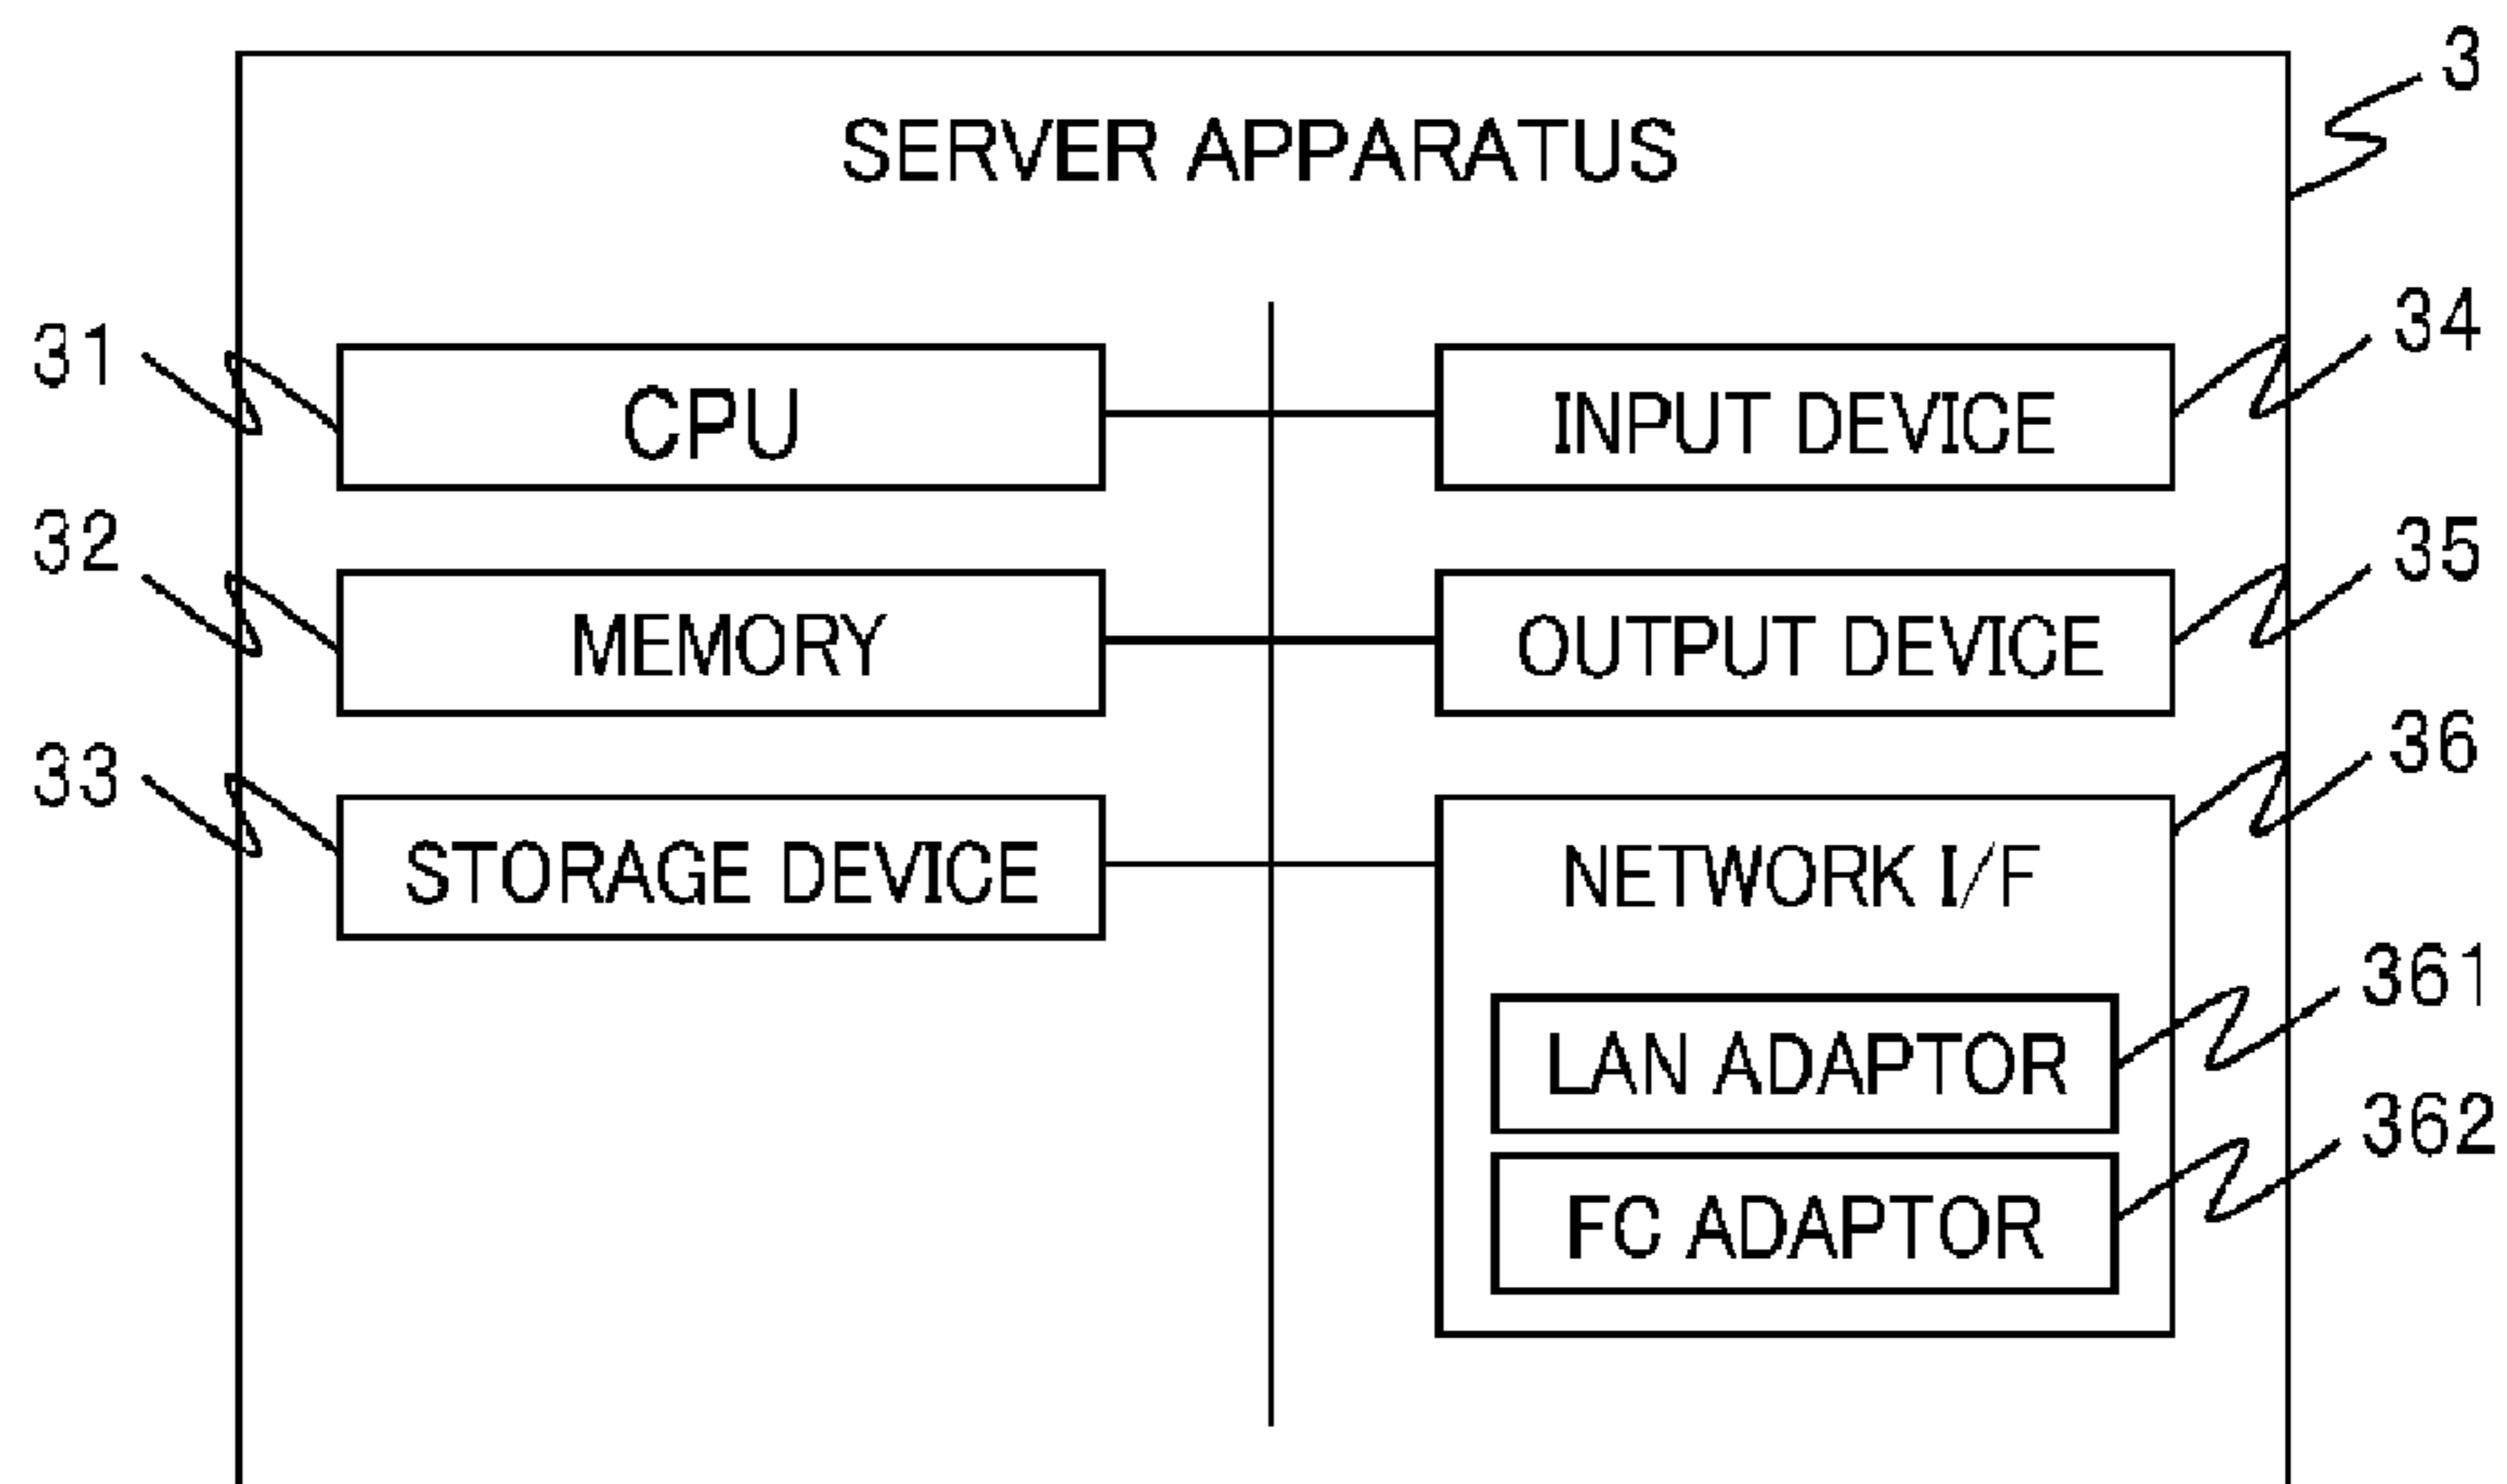 3
SERVER APPARATUS
31
CPU
34
INPUT DEVICE
32
MEMORY
35
OUTPUT DEVICE
33
STORAGE DEVICE
36
NETWORK I/F
361
LAN ADAPTOR
362
FC ADAPTOR